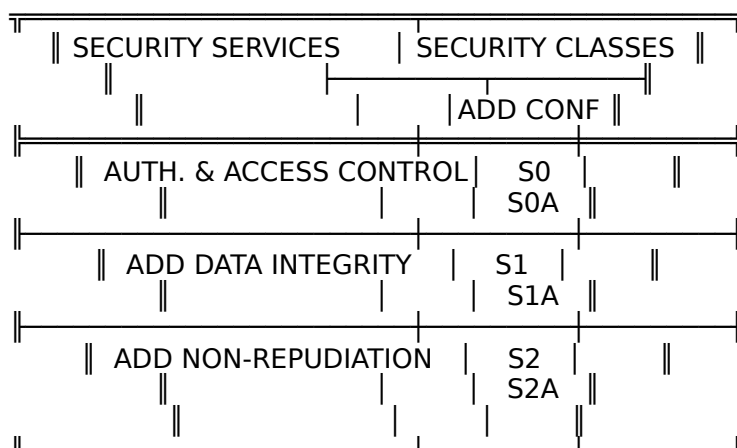 SECURITY SERVICES SECURITY CLASSES
ADD CONF
AUTH. & ACCESS CONTROL S0
S0A
ADD DATA INTEGRITY S1
S1A
ADD NON-REPUDIATION S2
S2A